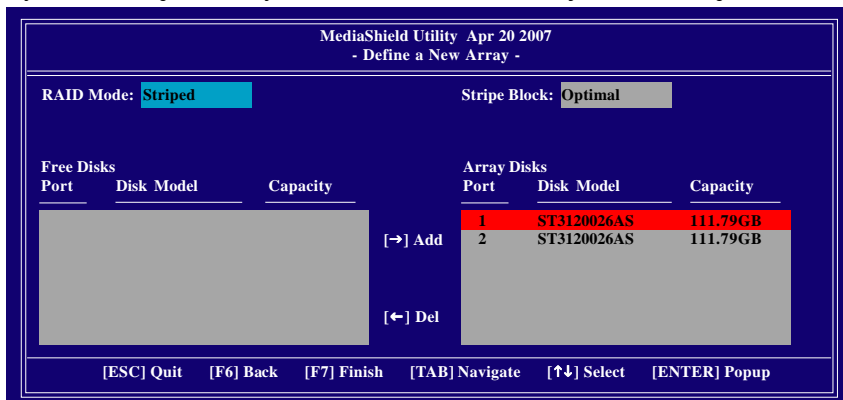 MediaShield Utility Apr 20 2007
- Define a New Array -
RAID Mode: Striped Stripe Block: Optimal
Free Disks Array Disks
Port Disk Model Capacity Port Disk Model Capacity
1 ST3120026AS 111.79GB
[→] Add 2 ST3120026AS 111.79GB
[←] Del
[ESC] Quit [F6] Back [F7] Finish [TAB] Navigate [↑↓] Select [ENTER] Popup